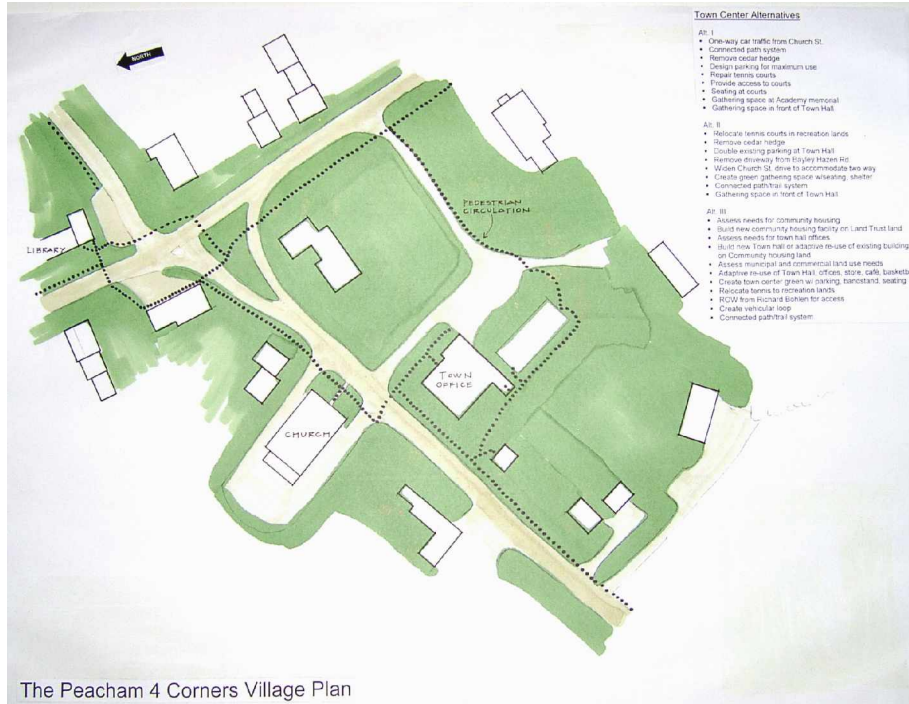 Town Center Alternatives
Alt. I
• One-way car traffic from Church St.
• Connected path system
• Remove cedar hedge
• Design parking for maximum use
• Repair tennis courts
• Provide access to courts
• Seating at courts
• Gathering space at Academy memorial
• Gathering space in front of Town Hall
Alt. II
• Relocate tennis courts in recreation lands
• Remove cedar hedge
• Double existing parking at Town Hall
• Remove driveway from Bayley Hazen Rd.
• Widen Church St. drive to accommodate two way
• Create green gathering space w/seating, shelter
• Connected path/trail system
• Gathering space in front of Town Hall
Alt. III
• Assess needs for community housing
• Build new community housing facility on Land Trust land
• Assess needs for town hall offices
• Build new Town hall or adaptive re-use of existing building
on Community housing land
• Assess municipal and commercial land use needs
• Adaptive re-use of Town Hall, offices, store, café, basketb
• Create town center green w/ parking, bandstand, seating
• Relocate tennis to recreation lands
• ROW from Richard Bohlen for access
• Create vehicular loop
• Connected path/trail system
NORTH
PEDESTRIAN
CIRCULATION
LIBRARY
TOWN
OFFICE
CHURCH
The Peacham 4 Corners Village Plan